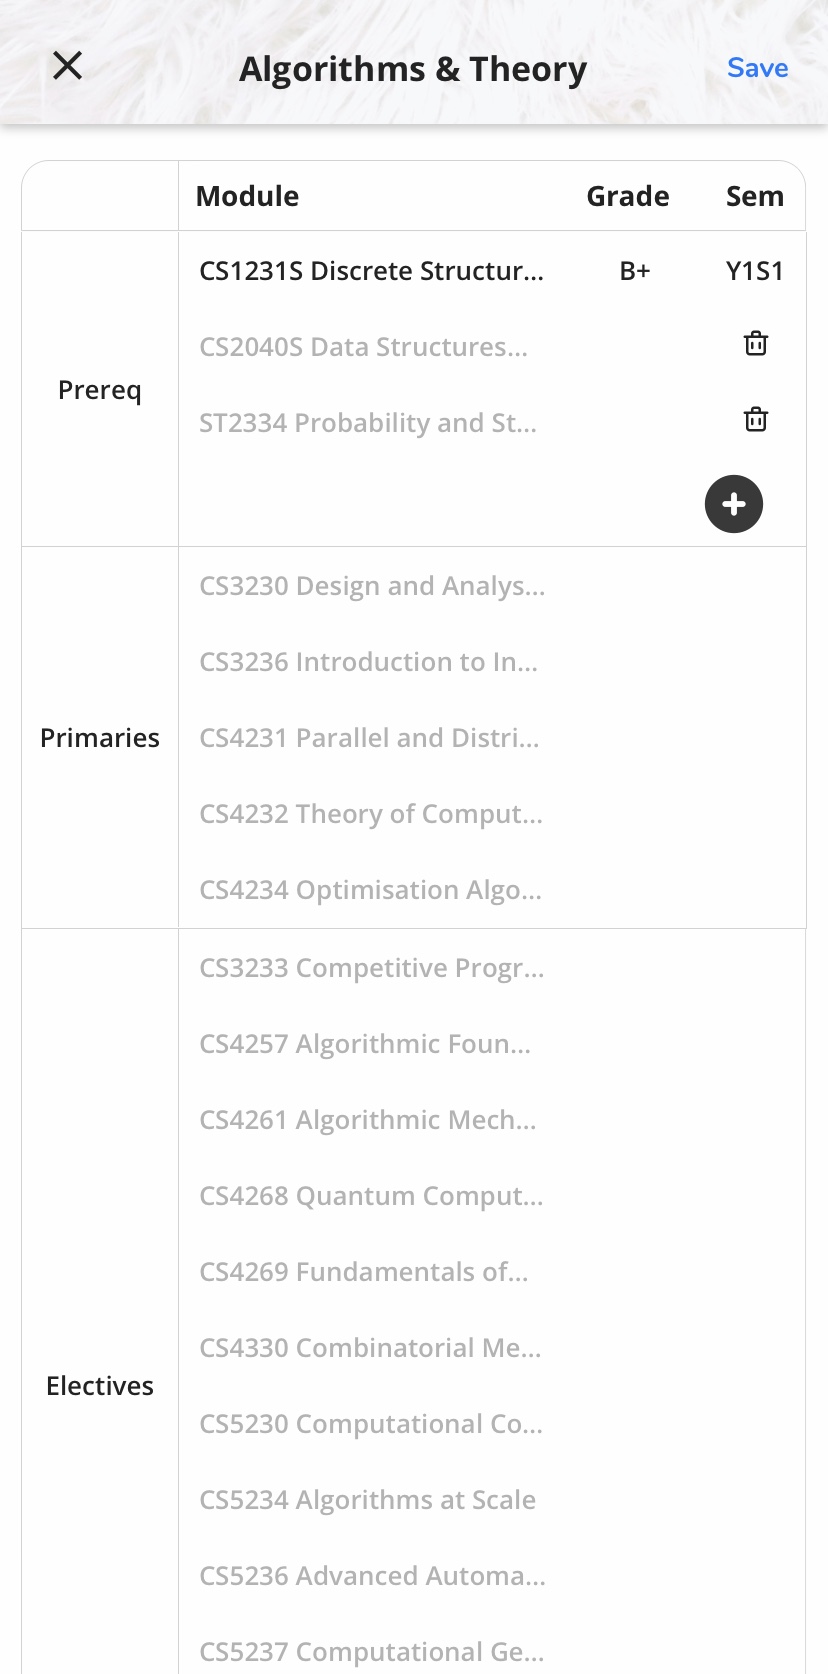 Algorithms & Theory
Save
Module Grade Sem
Prereq
CS1231S Discrete Structur... B+ Y1S1
CS2040S Data Structures...
ST2334 Probability and St...
Primaries
CS3230 Design and Analys...
CS3236 Introduction to In...
CS4231 Parallel and Distri...
CS4232 Theory of Comput...
CS4234 Optimisation Algo...
Electives
CS3233 Competitive Progr...
CS4257 Algorithmic Foun...
CS4261 Algorithmic Mech...
CS4268 Quantum Comput...
CS4269 Fundamentals of...
CS4330 Combinatorial Me...
CS5230 Computational Co...
CS5234 Algorithms at Scale
CS5236 Advanced Automa...
CS5237 Computational Ge...